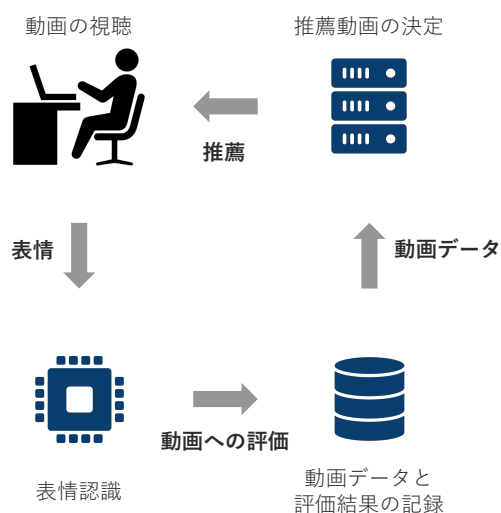 動画の視聴
推薦動画の決定
推薦
表情
動画データ
動画への評価
表情認識
動画データと
評価結果の記録